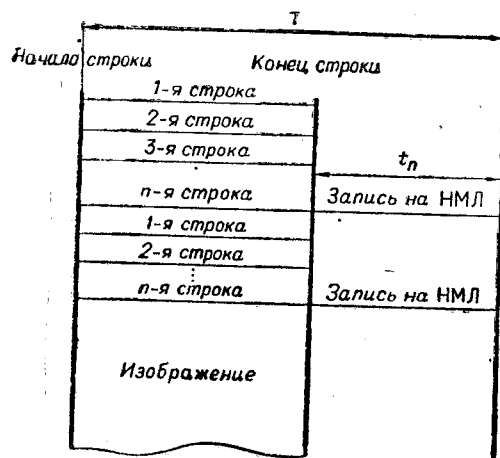 T
Начало строки Конец строки
1-я строка
2-я строка
3-я строка
tп
n-я строка Запись на НМЛ
1-я строка
2-я строка
n-я строка Запись на НМЛ
Изображение